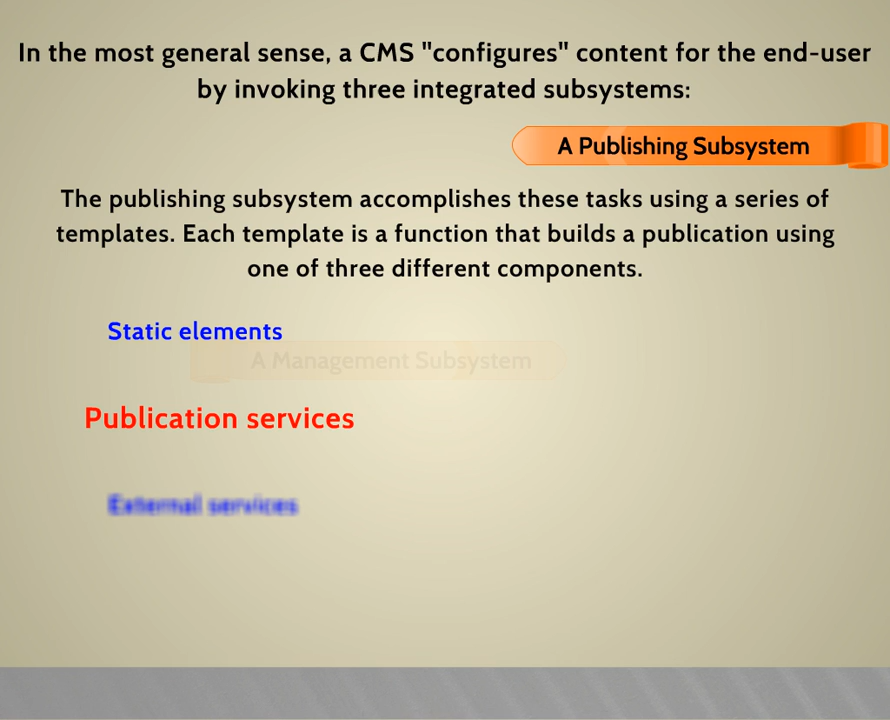 In the most general sense, a CMS "configures" content for the end-user
by invoking three integrated subsystems:
A Publishing Subsystem
The publishing subsystem accomplishes these tasks using a series of
templates. Each template is a function that builds a publication using
one of three different components.
Static elements
A Management Subsystem
Publication services
External services